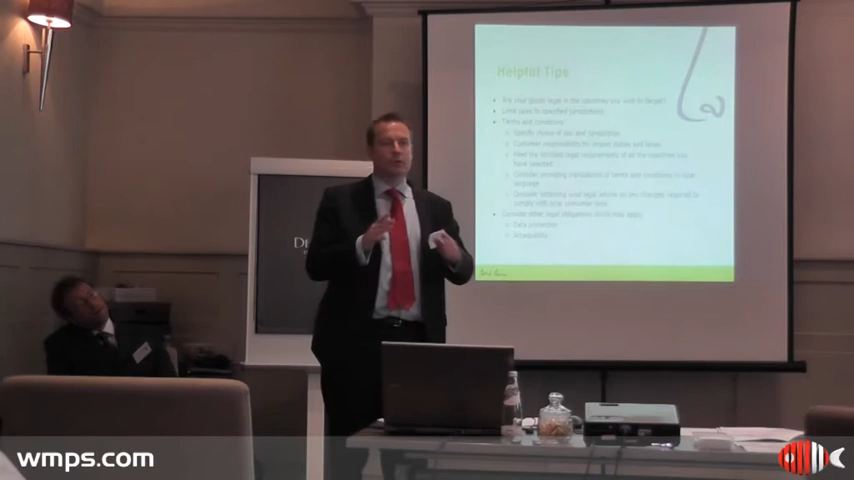 Helpful Tips
Are your goods legal in the countries you wish to target?
Limit sales to specified jurisdictions
Terms and conditions
Specify choice of law and jurisdiction
Customer responsibility for import duties and taxes
Meet the detailed legal requirements of all the countries you
have selected
Consider providing translations of terms and conditions in local
language
Consider obtaining local legal advice on any changes required to
comply with local consumer laws
Consider other legal obligations which may apply
Data protection
Accessibility
DE
wmps.com